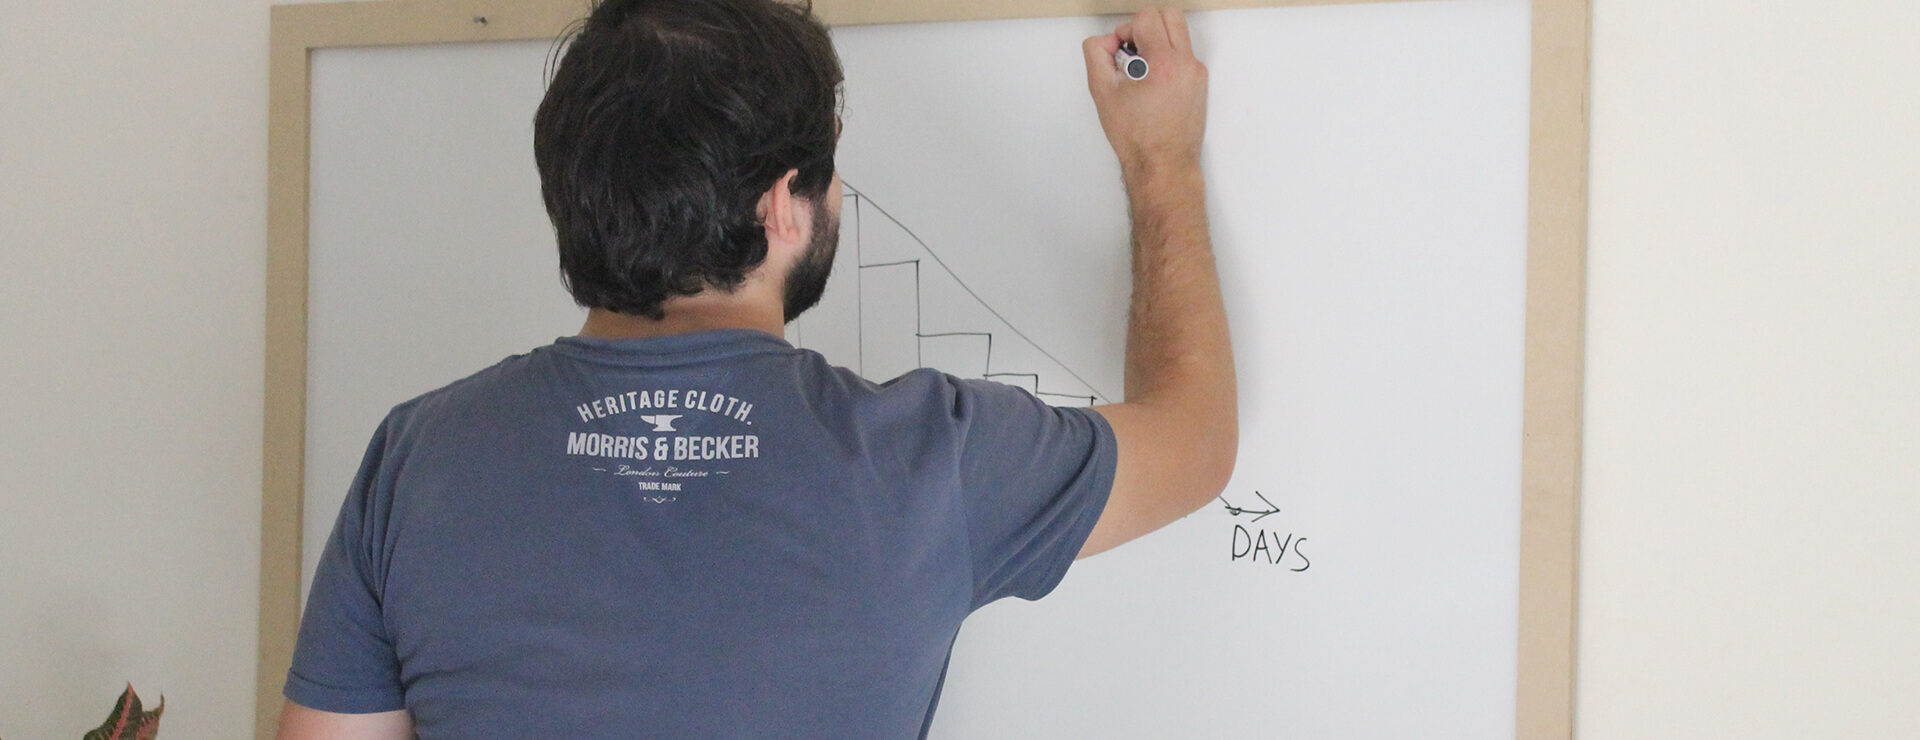 HERITAGE CLOTH.
MORRIS & BECKER
London Couture
TRADE MARK
DAYS